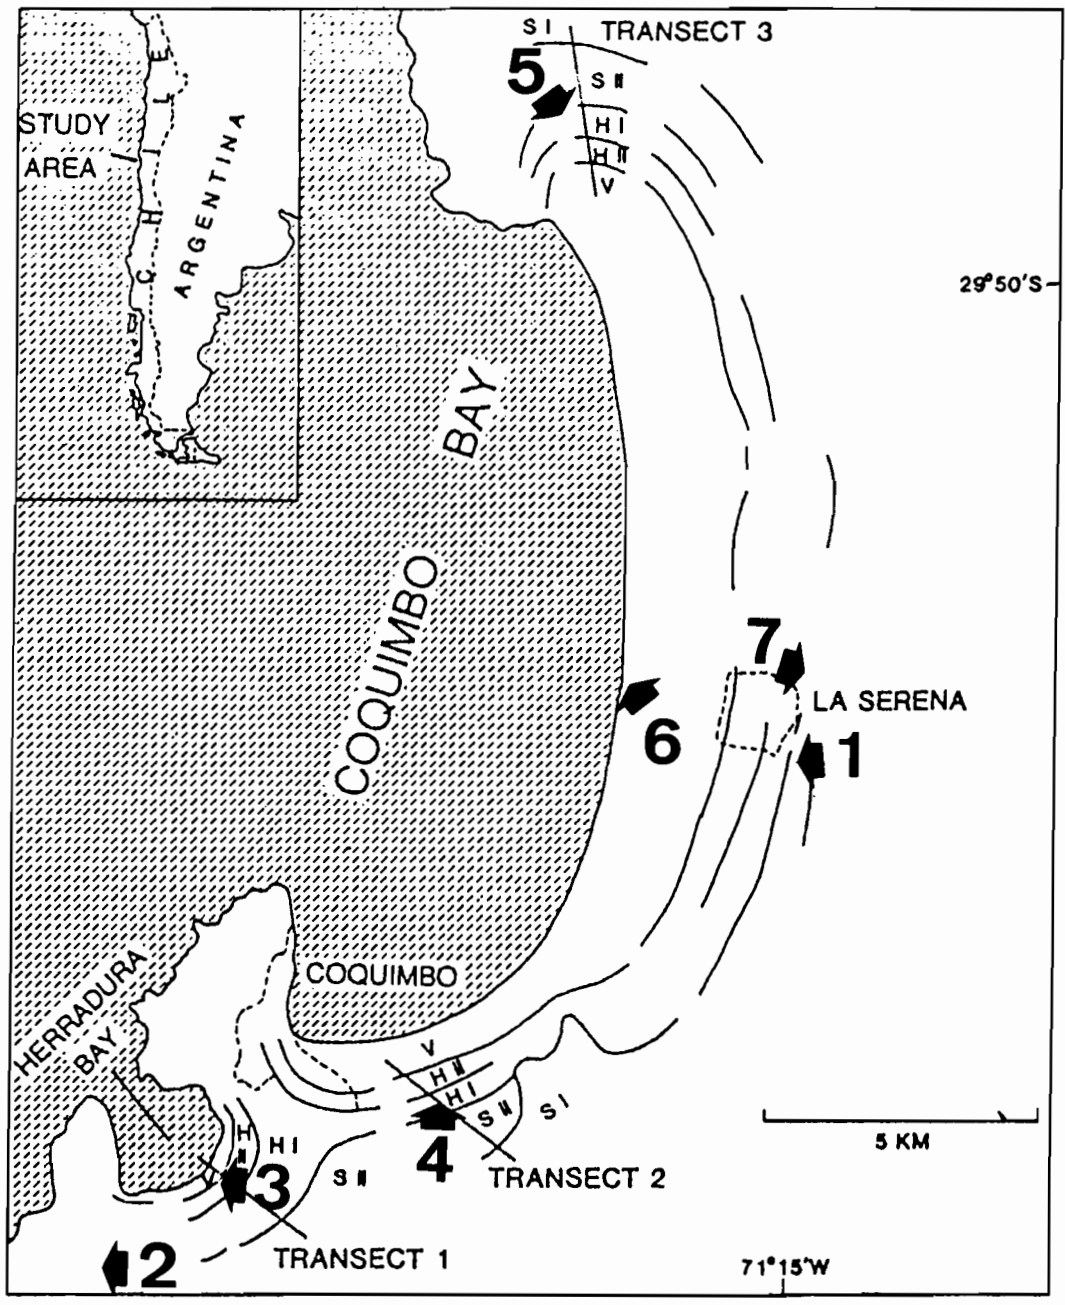 S I
TRANSECT 3
5
S II
H I
H II
V
STUDY
AREA
CHILE
ARGENTINA
29°50'S
COQUIMBO BAY
7
LA SERENA
6
1
COQUIMBO
HERRADURA
BAY
V
H II
H I
S II
S I
5 KM
4
TRANSECT 2
H II
H I
V
3
S II
TRANSECT 1
2
71°15'W